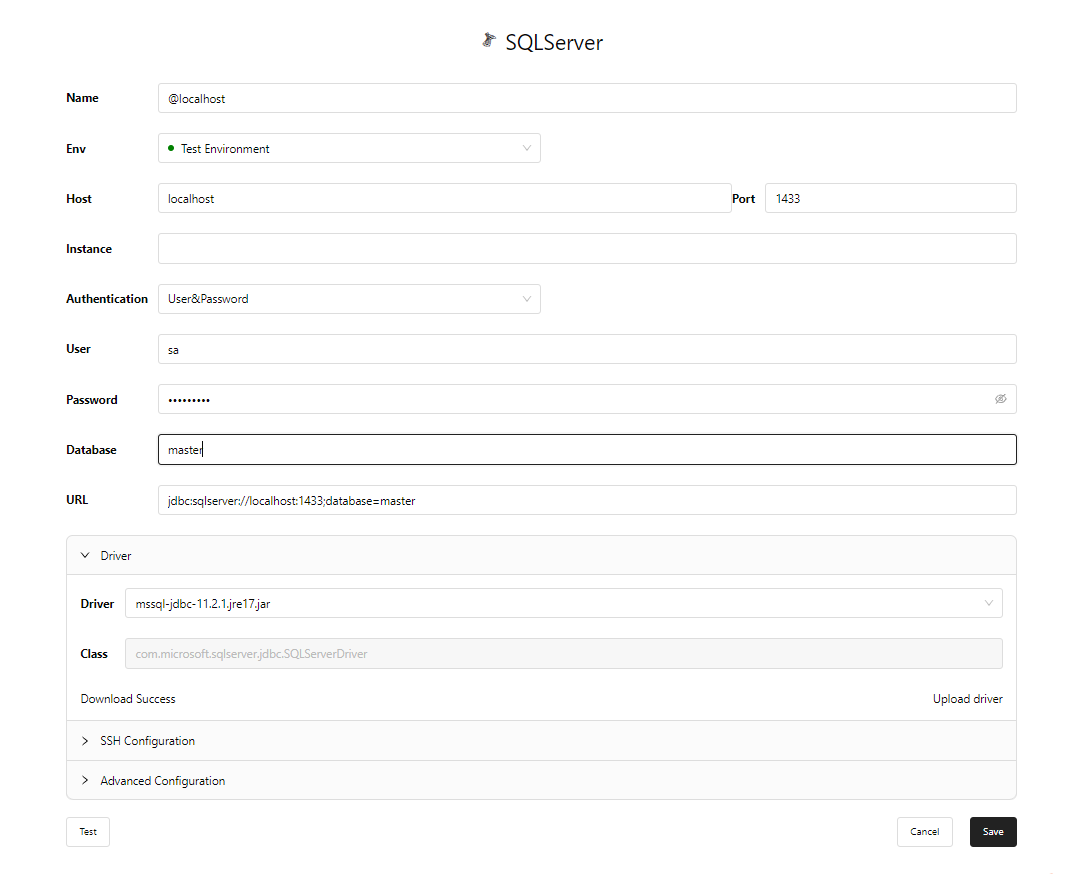 SQLServer
Name @localhost
Env Test Environment
Host localhost Port 1433
Instance
Authentication User&Password
User sa
Password •••••••••
Database master
URL jdbc:sqlserver://localhost:1433;database=master
Driver
Driver mssql-jdbc-11.2.1.jre17.jar
Class com.microsoft.sqlserver.jdbc.SQLServerDriver
Download Success Upload driver
SSH Configuration
Advanced Configuration
Test Cancel Save